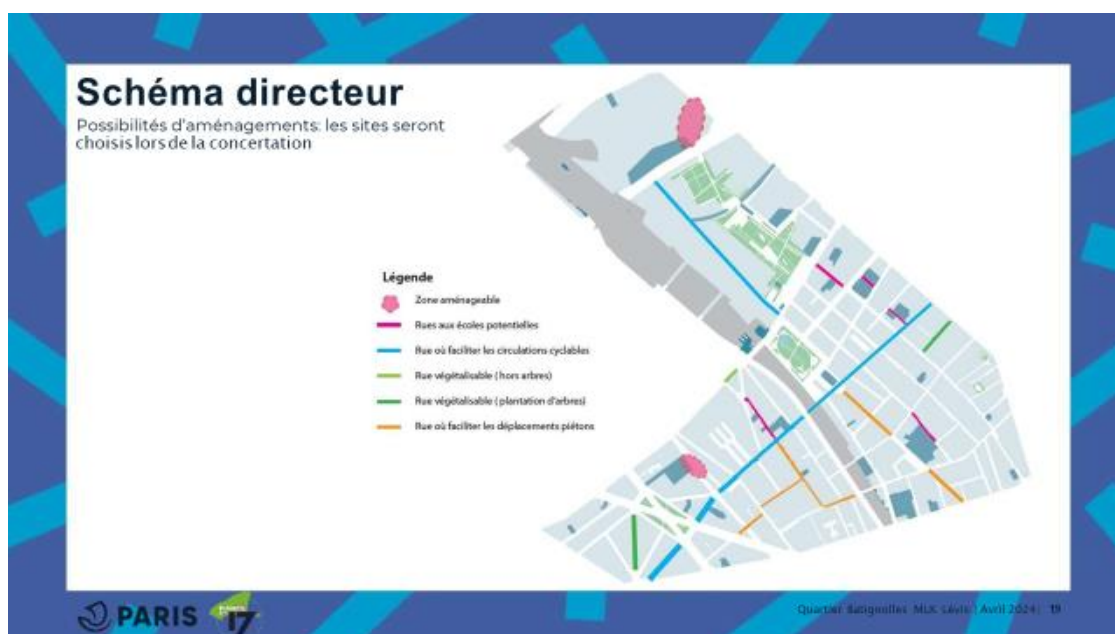 Schéma directeur
Possibilités d'aménagements: les sites seront
choisis lors de la concertation
Légende
Zone aménageable
Rues aux écoles potentielles
Rue où faciliter les circulations cyclables
Rue végétalisable (hors arbres)
Rue végétalisable (plantation d'arbres)
Rue où faciliter les déplacements piétons
PARIS
17
Quartier Batignolles MLK Lévis | Avril 2024 | 19